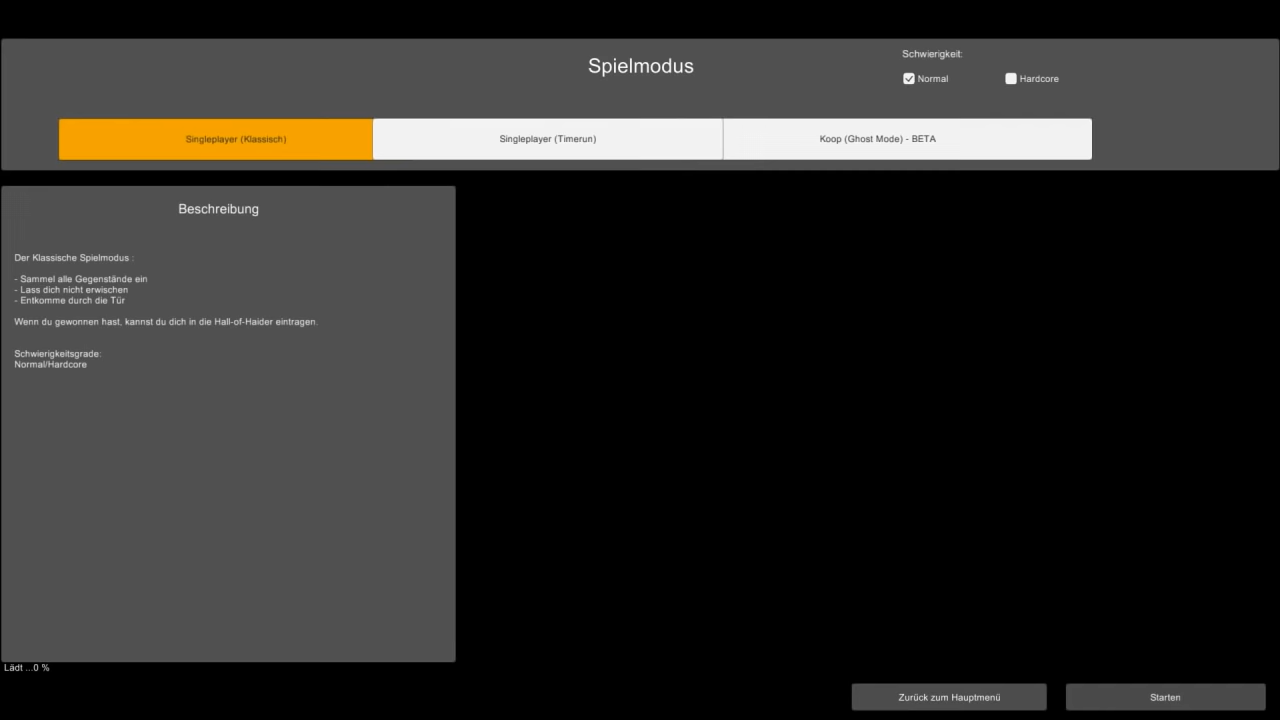 Spielmodus
Schwierigkeit:
Normal
Hardcore
Singleplayer (Klassisch)
Singleplayer (Timerun)
Koop (Ghost Mode) - BETA
Beschreibung
Der Klassische Spielmodus :
- Sammel alle Gegenstände ein
- Lass dich nicht erwischen
- Entkomme durch die Tür
Wenn du gewonnen hast, kannst du dich in die Hall-of-Haider eintragen.
Schwierigkeitsgrade:
Normal/Hardcore
Lädt ...0 %
Zurück zum Hauptmenü
Starten